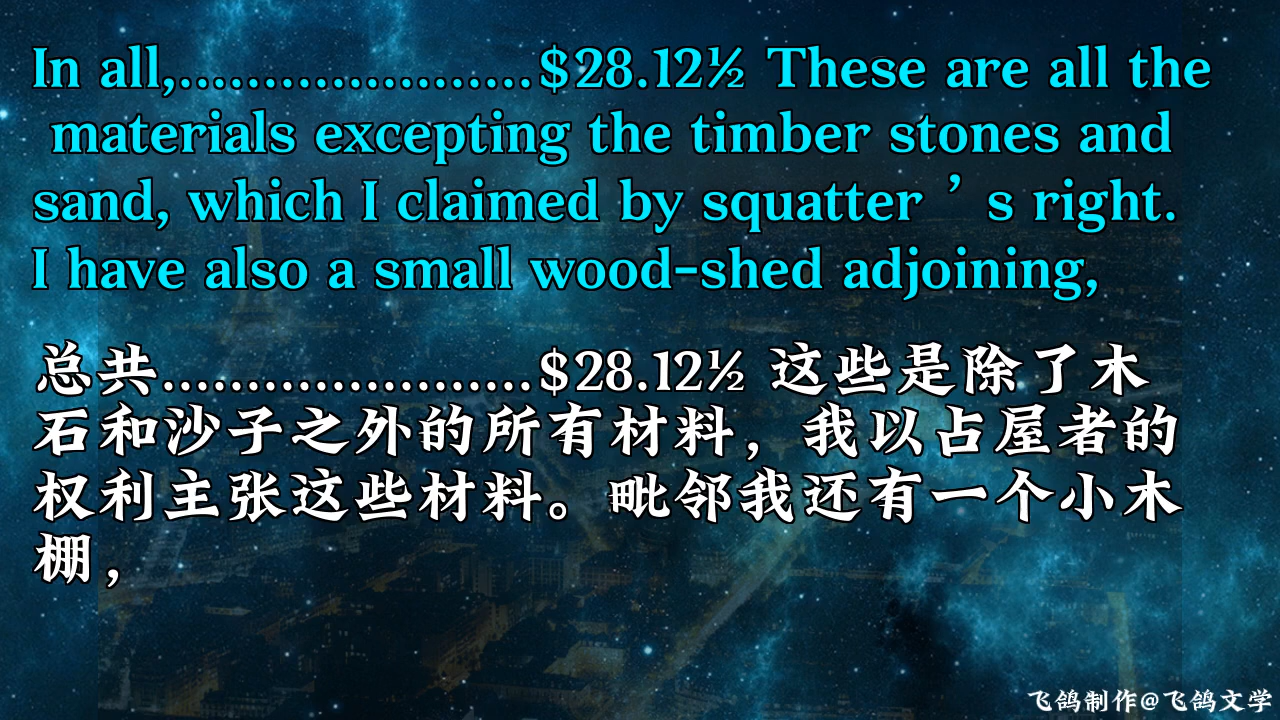 In all,.....................$28.12½ These are all the
materials excepting the timber stones and
sand, which I claimed by squatter ’ s right.
I have also a small wood-shed adjoining,
总共......................$28.12½ 这些是除了木
石和沙子之外的所有材料，我以占屋者的
权利主张这些材料。毗邻我还有一个小木
棚，
飞鸽制作@飞鸽文学